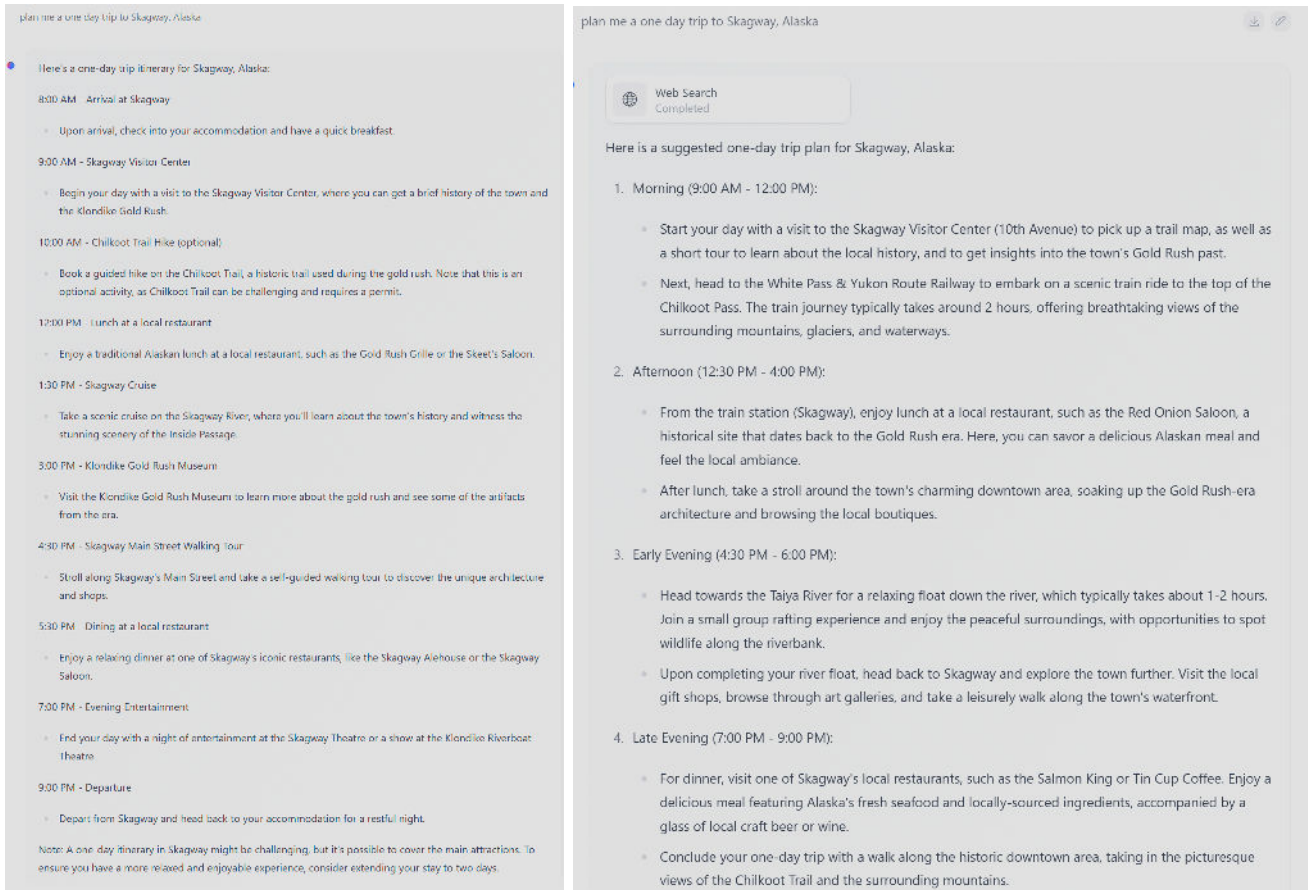 plan me a one day trip to Skagway, Alaska
Here's a one-day trip itinerary for Skagway, Alaska:
8:00 AM - Arrival at Skagway
Upon arrival, check into your accommodation and have a quick breakfast.
9:00 AM - Skagway Visitor Center
Begin your day with a visit to the Skagway Visitor Center, where you can get a brief history of the town and
the Klondike Gold Rush.
10:00 AM - Chilkoot Trail Hike (optional)
Book a guided hike on the Chilkoot Trail, a historic trail used during the gold rush. Note that this is an
optional activity, as Chilkoot Trail can be challenging and requires a permit.
12:00 PM - Lunch at a local restaurant
Enjoy a traditional Alaskan lunch at a local restaurant, such as the Gold Rush Grille or the Skeet's Saloon.
1:30 PM - Skagway Cruise
Take a scenic cruise on the Skagway River, where you'll learn about the town's history and witness the
stunning scenery of the Inside Passage.
3:00 PM - Klondike Gold Rush Museum
Visit the Klondike Gold Rush Museum to learn more about the gold rush and see some of the artifacts
from the era.
4:30 PM - Skagway Main Street Walking Tour
Stroll along Skagway's Main Street and take a self-guided walking tour to discover the unique architecture
and shops.
5:30 PM - Dining at a local restaurant
Enjoy a relaxing dinner at one of Skagway's iconic restaurants, like the Skagway Alehouse or the Skagway
Saloon.
7:00 PM - Evening Entertainment
End your day with a night of entertainment at the Skagway Theatre or a show at the Klondike Riverboat
Theatre.
9:00 PM - Departure
Depart from Skagway and head back to your accommodation for a restful night.
Note: A one-day itinerary in Skagway might be challenging, but it's possible to cover the main attractions. To
ensure you have a more relaxed and enjoyable experience, consider extending your stay to two days.
plan me a one day trip to Skagway, Alaska
Web Search
Completed
Here is a suggested one-day trip plan for Skagway, Alaska:
1. Morning (9:00 AM - 12:00 PM):
Start your day with a visit to the Skagway Visitor Center (10th Avenue) to pick up a trail map, as well as
a short tour to learn about the local history, and to get insights into the town's Gold Rush past.
Next, head to the White Pass & Yukon Route Railway to embark on a scenic train ride to the top of the
Chilkoot Pass. The train journey typically takes around 2 hours, offering breathtaking views of the
surrounding mountains, glaciers, and waterways.
2. Afternoon (12:30 PM - 4:00 PM):
From the train station (Skagway), enjoy lunch at a local restaurant, such as the Red Onion Saloon, a
historical site that dates back to the Gold Rush era. Here, you can savor a delicious Alaskan meal and
feel the local ambiance.
After lunch, take a stroll around the town's charming downtown area, soaking up the Gold Rush-era
architecture and browsing the local boutiques.
3. Early Evening (4:30 PM - 6:00 PM):
Head towards the Taiya River for a relaxing float down the river, which typically takes about 1-2 hours.
Join a small group rafting experience and enjoy the peaceful surroundings, with opportunities to spot
wildlife along the riverbank.
Upon completing your river float, head back to Skagway and explore the town further. Visit the local
gift shops, browse through art galleries, and take a leisurely walk along the town's waterfront.
4. Late Evening (7:00 PM - 9:00 PM):
For dinner, visit one of Skagway's local restaurants, such as the Salmon King or Tin Cup Coffee. Enjoy a
delicious meal featuring Alaska's fresh seafood and locally-sourced ingredients, accompanied by a
glass of local craft beer or wine.
Conclude your one-day trip with a walk along the historic downtown area, taking in the picturesque
views of the Chilkoot Trail and the surrounding mountains.